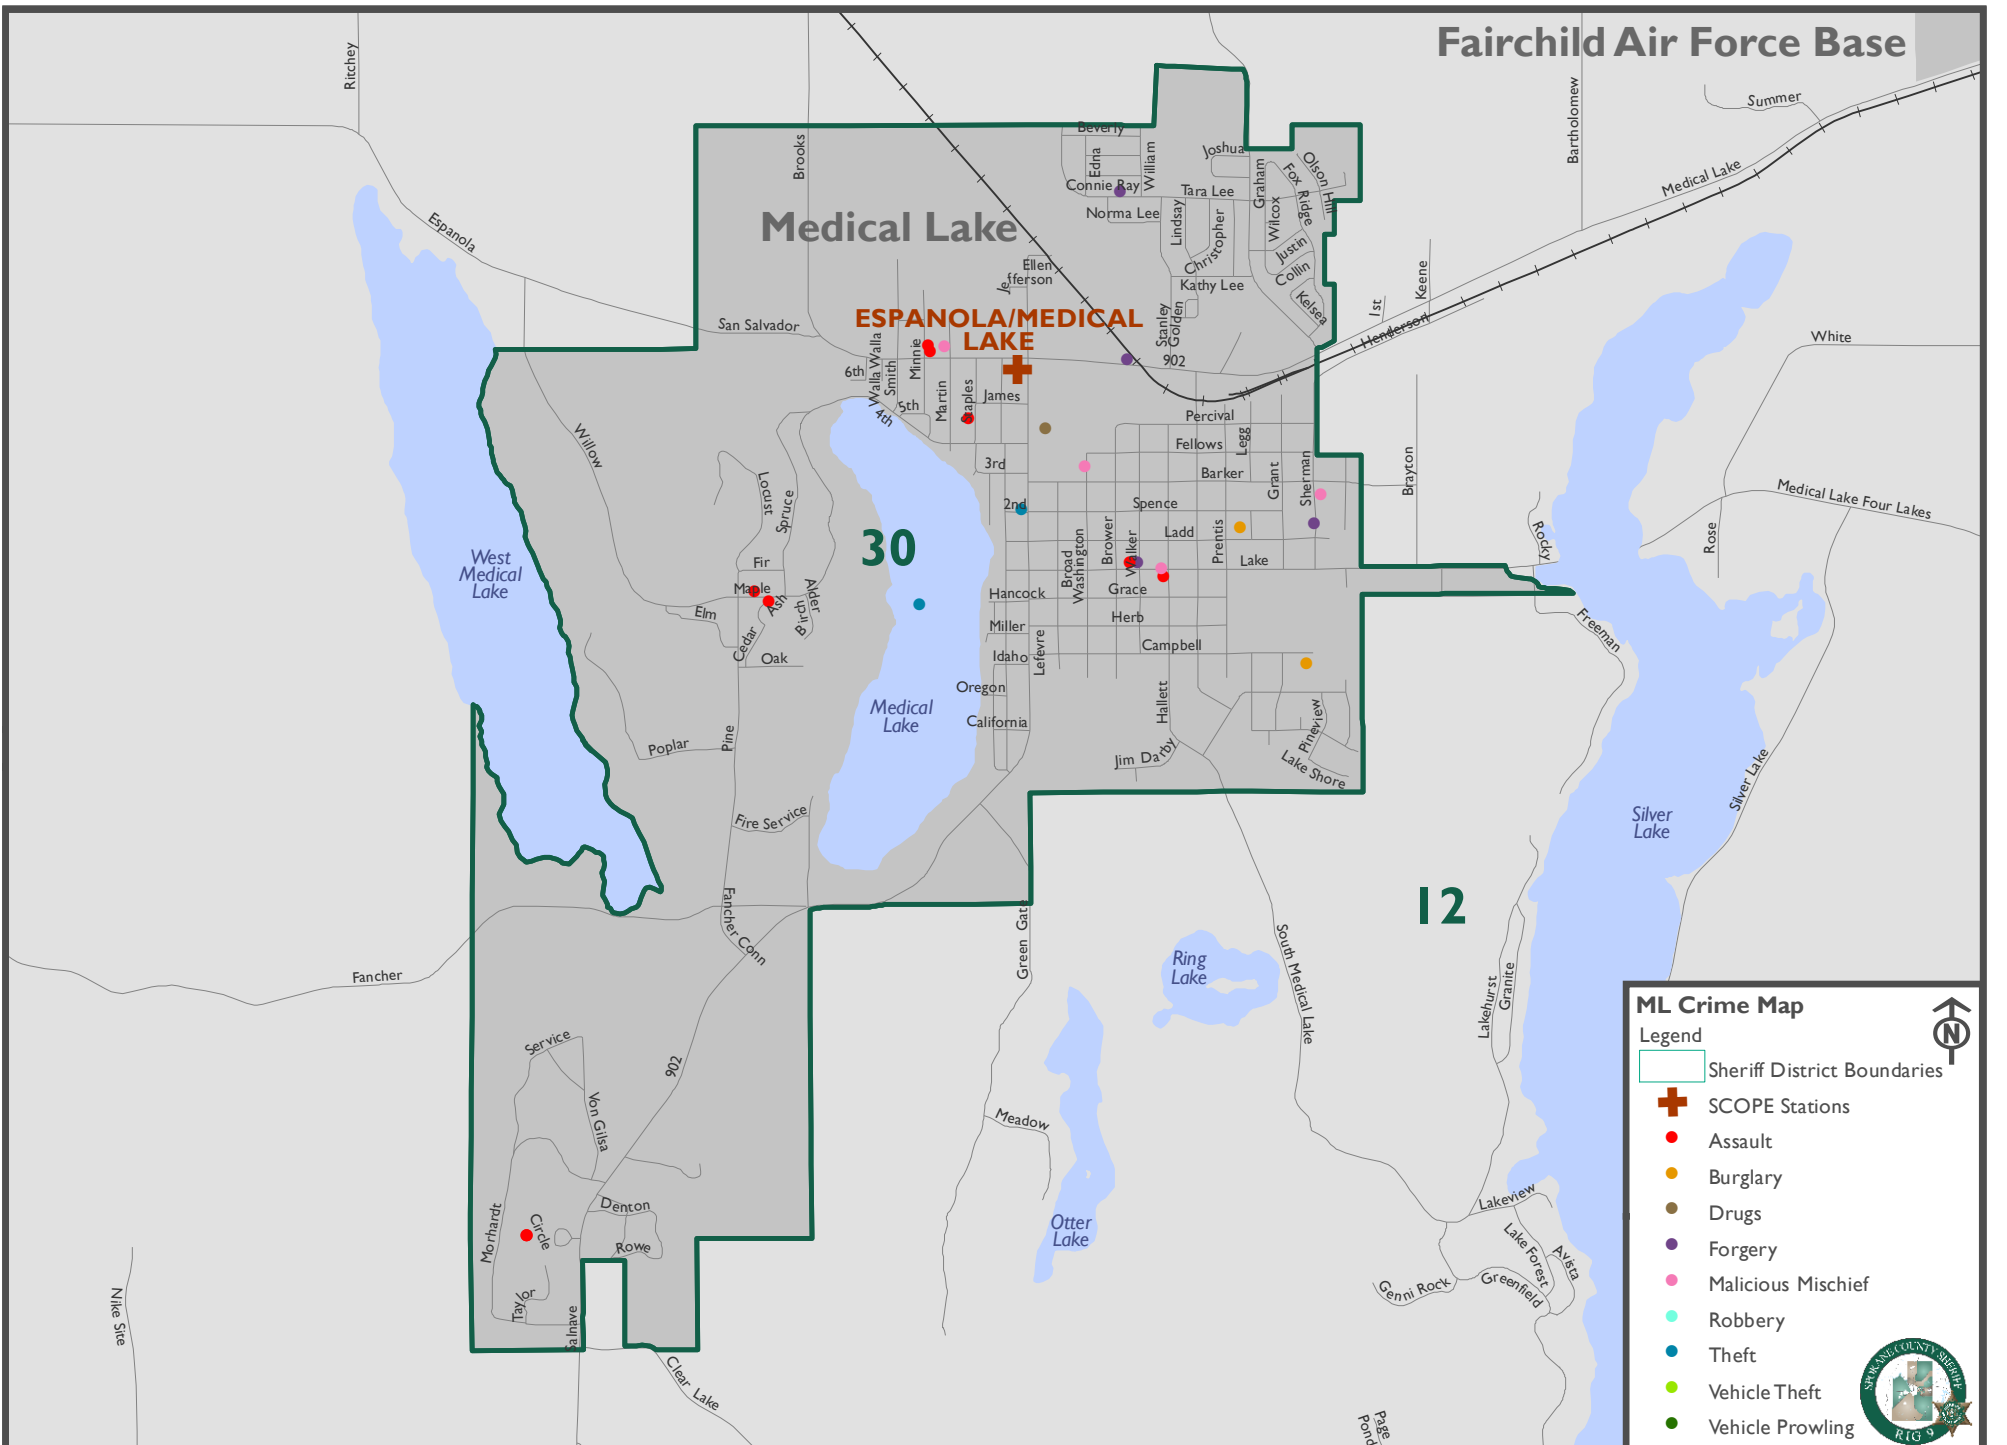 Fairchild Air Force Base
Ritchey
Summer
Bartholomew
Beverly
Brooks
Edna
William
Joshua
Olson Hill
Medical Lake
Graham
Fox Ridge
Connie Ray
Tara Lee
Wilcox
Norma Lee
Lindsay
Christopher
Espanola
Medical Lake
Justin
Ellen
Jefferson
Collin
Keene
Kathy Lee
Kelsea
1st
Stanley
Golden
San Salvador
ESPANOLA/MEDICAL
LAKE
Henderson
White
Walla Walla
Smith
Minnie
902
6th
Martin
Staples
James
5th
4th
Percival
Willow
Fellows
Legg
3rd
Barker
Grant
Sherman
Brayton
Locust
Spruce
2nd
Spence
Medical Lake Four Lakes
Rose
Rocky
30
Brower
Walker
Ladd
Prentis
Lake
West
Medical
Lake
Fir
Broad
Washington
Maple
Ash
Alder
Birch
Hancock
Grace
Elm
Herb
Freeman
Miller
Cedar
Oak
Lefevre
Campbell
Idaho
Oregon
Hallett
Medical
Lake
California
Pineview
Poplar
Pine
Jim Darby
Lake Shore
Silver Lake
Fire Service
Silver
Lake
12
Fancher Conn
Green Gate
South Medical Lake
Ring
Lake
Fancher
Lakehurst
Granite
Service
902
Von Gilsa
Meadow
Morhardt
Circle
Denton
Rowe
Otter
Lake
Lakeview
Lake Forest
Avista
Genni Rock
Greenfield
Taylor
Salnave
Nike Site
Clear Lake
Page
Pond
ML Crime Map
N
Legend
Sheriff District Boundaries
SCOPE Stations
Assault
Burglary
Drugs
Forgery
Malicious Mischief
Robbery
Theft
Vehicle Theft
Vehicle Prowling
SPOKANE COUNTY SHERIFF
RIG 9